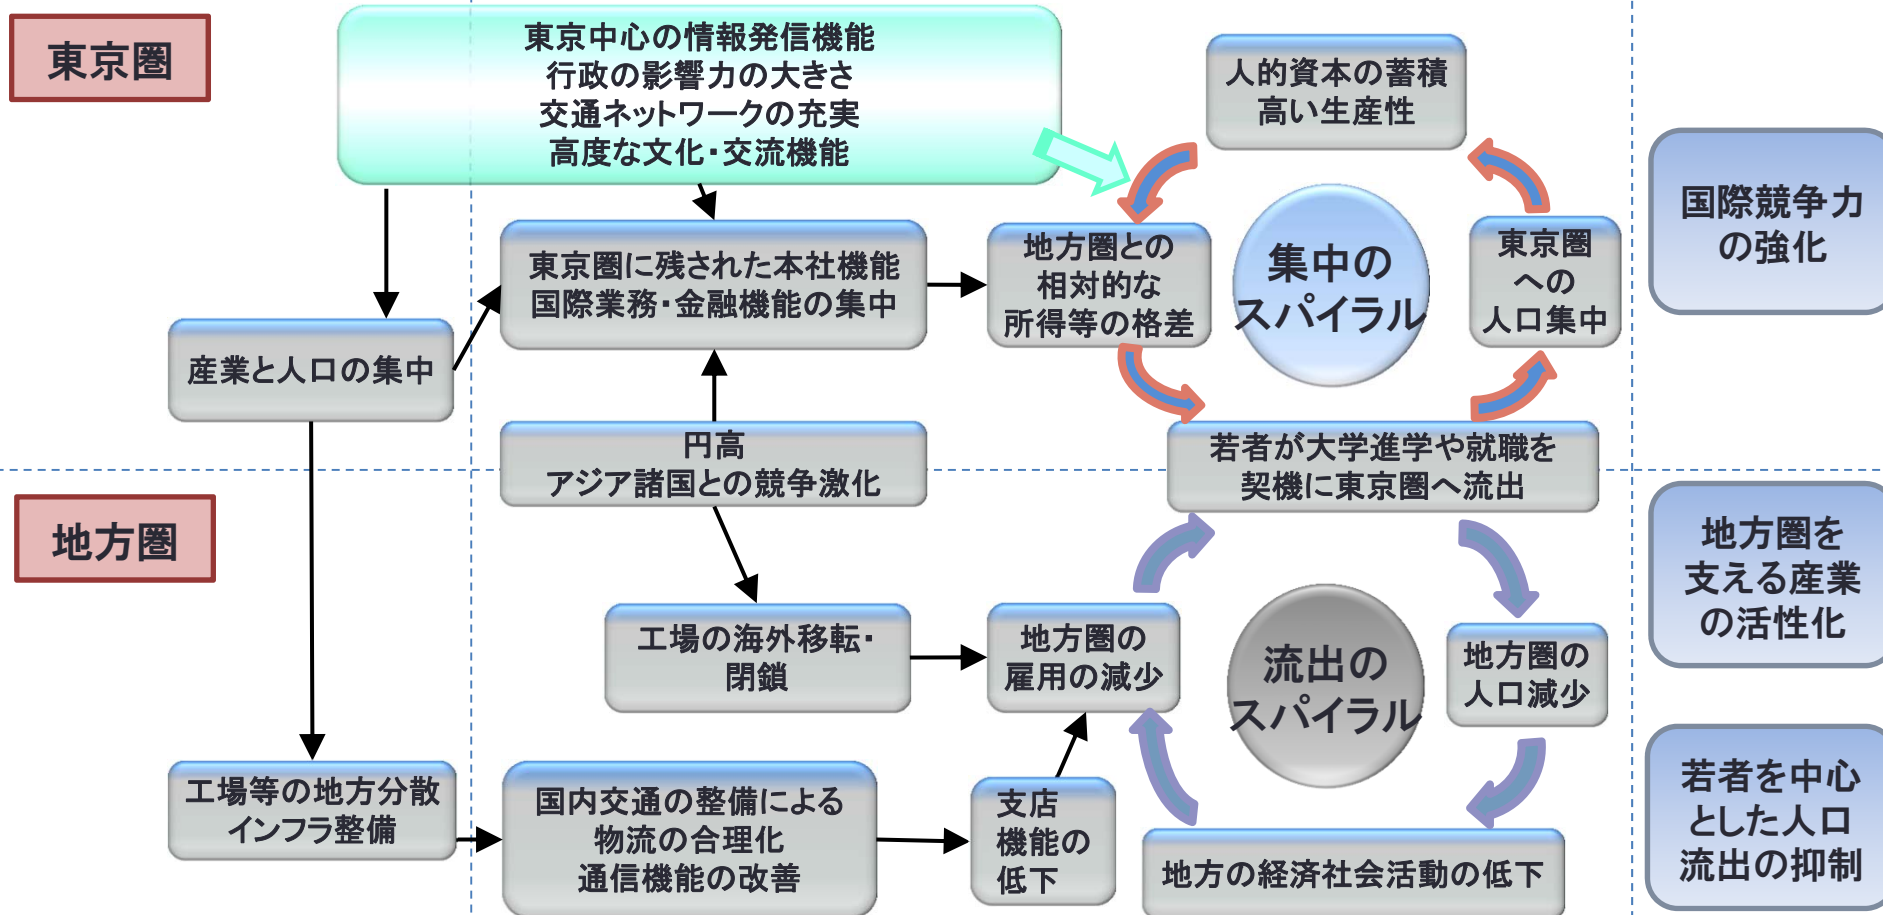 東京圏
東京中心の情報発信機能
行政の影響力の大きさ
交通ネットワークの充実
高度な文化・交流機能
人的資本の蓄積
高い生産性
東京圏に残された本社機能
国際業務・金融機能の集中
地方圏との
相対的な
所得等の格差
集中の
スパイラル
東京圏
への
人口集中
国際競争力
の強化
産業と人口の集中
円高
アジア諸国との競争激化
若者が大学進学や就職を
契機に東京圏へ流出
地方圏
工場の海外移転・
閉鎖
地方圏の
雇用の減少
流出の
スパイラル
地方圏の
人口減少
地方圏を
支える産業
の活性化
工場等の地方分散
インフラ整備
国内交通の整備による
物流の合理化
通信機能の改善
支店
機能の
低下
地方の経済社会活動の低下
若者を中心
とした人口
流出の抑制